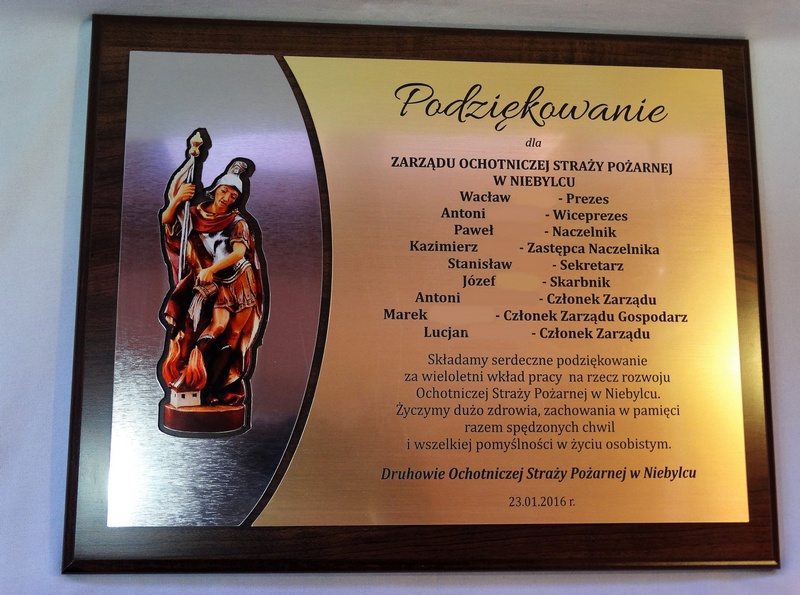 Podziękowanie
dla
ZARZĄDU OCHOTNICZEJ STRAŻY POŻARNEJ
W NIEBYLCU
Wacław - Prezes
Antoni - Wiceprezes
Paweł - Naczelnik
Kazimierz - Zastępca Naczelnika
Stanisław - Sekretarz
Józef - Skarbnik
Antoni - Członek Zarządu
Marek - Członek Zarządu Gospodarz
Lucjan - Członek Zarządu
Składamy serdeczne podziękowanie
za wieloletni wkład pracy na rzecz rozwoju
Ochotniczej Straży Pożarnej w Niebylcu.
Życzymy dużo zdrowia, zachowania w pamięci
razem spędzonych chwil
i wszelkiej pomyślności w życiu osobistym.
Druhowie Ochotniczej Straży Pożarnej w Niebylcu
23.01.2016 r.